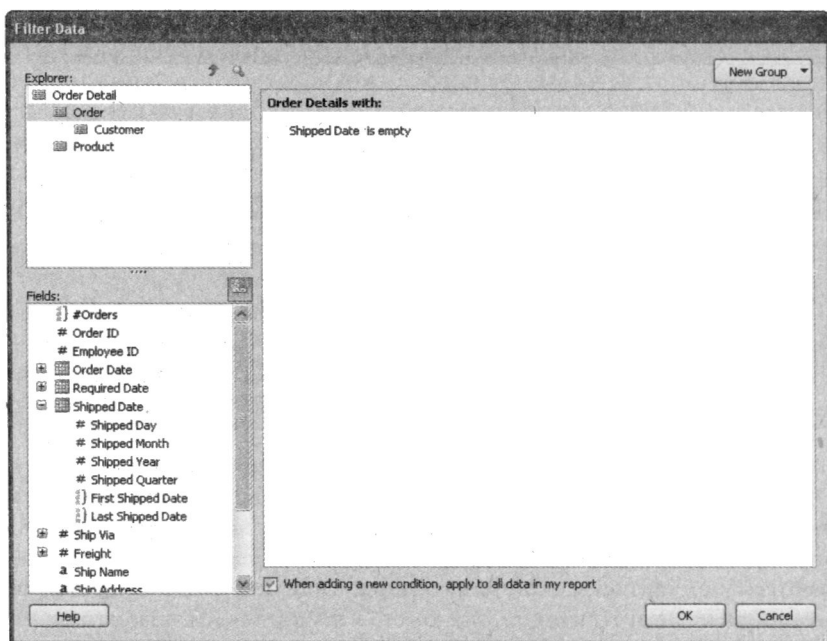 Filter Data
Explorer:
New Group
Order Detail
Order
Customer
Product
Order Details with:
Shipped Date is empty
Fields:
#Orders
# Order ID
# Employee ID
Order Date
Required Date
Shipped Date
# Shipped Day
# Shipped Month
# Shipped Year
# Shipped Quarter
First Shipped Date
Last Shipped Date
# Ship Via
# Freight
a Ship Name
a Ship Address
When adding a new condition, apply to all data in my report
Help
OK
Cancel